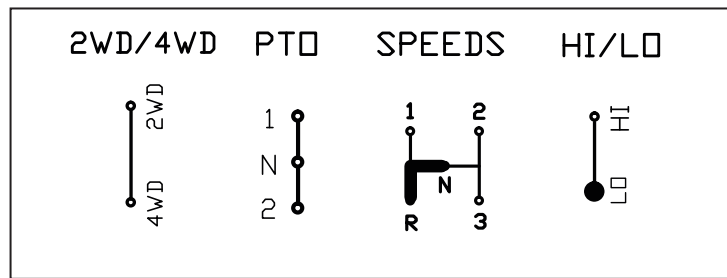 2WD/4WD PTO SPEEDS HI/LO
2WD
4WD
1
N
2
1 2
N
R 3
HI
LO